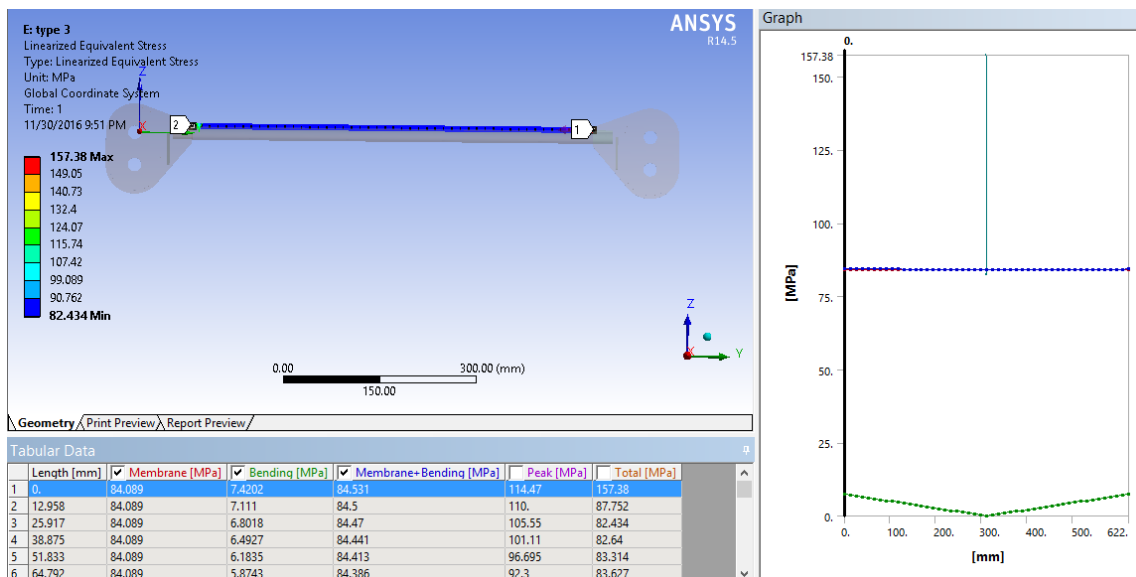 E: type 3
Linearized Equivalent Stress
Type: Linearized Equivalent Stress
Unit: MPa
Global Coordinate System
Time: 1
11/30/2016 9:51 PM
157.38 Max
149.05
140.73
132.4
124.07
115.74
107.42
99.089
90.762
82.434 Min
ANSYS
R14.5
Z
X
2
1
Z
X
Y
0.00
300.00 (mm)
150.00
Geometry Print Preview Report Preview
Graph
0.
157.38
150.
125.
100.
75.
50.
25.
0.
[MPa]
0. 100. 200. 300. 400. 500. 622.
[mm]
Tabular Data
Length [mm] Membrane [MPa] Bending [MPa] Membrane+Bending [MPa] Peak [MPa] Total [MPa]
1 0. 84.089 7.4202 84.531 114.47 157.38
2 12.958 84.089 7.111 84.5 110. 87.752
3 25.917 84.089 6.8018 84.47 105.55 82.434
4 38.875 84.089 6.4927 84.441 101.11 82.64
5 51.833 84.089 6.1835 84.413 96.695 83.314
6 64.792 84.089 5.8743 84.386 92.3 83.627